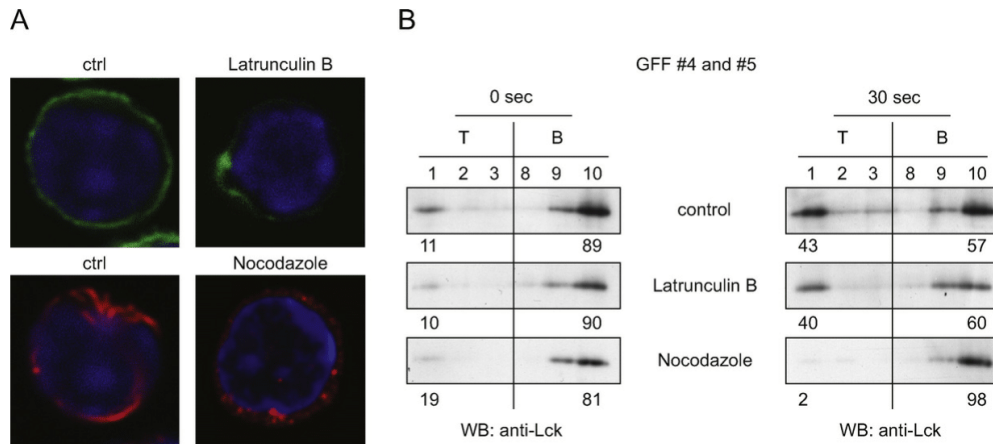 A
ctrl
Latrunculin B
ctrl
Nocodazole
B
GFF #4 and #5
0 sec
30 sec
T B
T B
1 2 3 8 9 10
1 2 3 8 9 10
control
11 89
43 57
Latrunculin B
10 90
40 60
Nocodazole
19 81
2 98
WB: anti-Lck
WB: anti-Lck